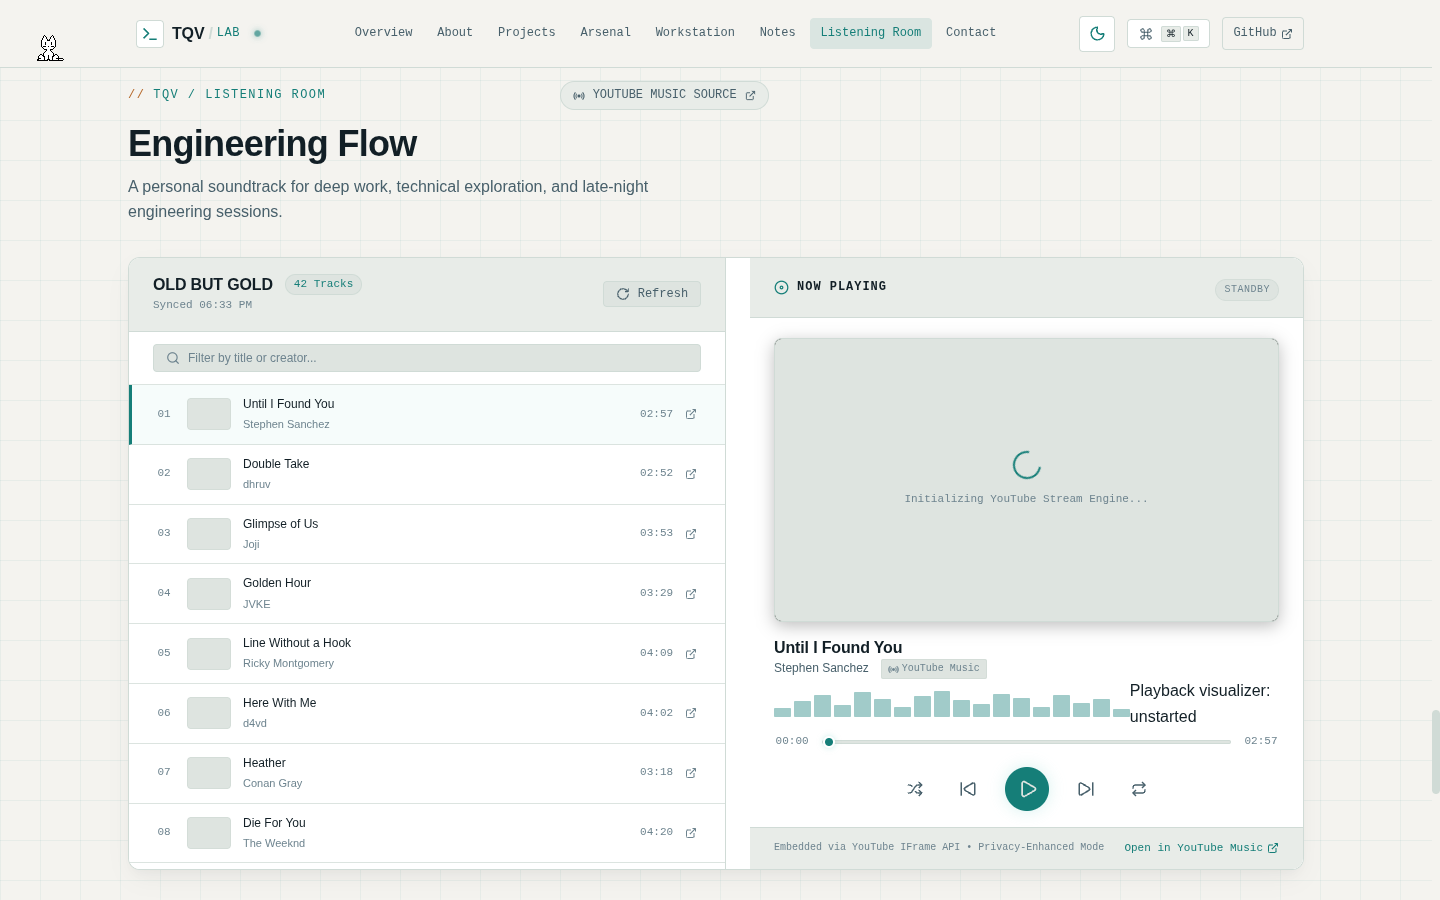 TQV / LAB
Overview
About
Projects
Arsenal
Workstation
Notes
Listening Room
Contact
⌘ ⌘ K
GitHub
// TQV / LISTENING ROOM
YOUTUBE MUSIC SOURCE
Engineering Flow
A personal soundtrack for deep work, technical exploration, and late-night
engineering sessions.
OLD BUT GOLD
42 Tracks
Synced 06:33 PM
Refresh
Filter by title or creator...
01
Until I Found You
Stephen Sanchez
02:57
02
Double Take
dhruv
02:52
03
Glimpse of Us
Joji
03:53
04
Golden Hour
JVKE
03:29
05
Line Without a Hook
Ricky Montgomery
04:09
06
Here With Me
d4vd
04:02
07
Heather
Conan Gray
03:18
08
Die For You
The Weeknd
04:20
NOW PLAYING
STANDBY
Initializing YouTube Stream Engine...
Until I Found You
Stephen Sanchez
YouTube Music
Playback visualizer:
unstarted
00:00
02:57
Embedded via YouTube IFrame API • Privacy-Enhanced Mode
Open in YouTube Music